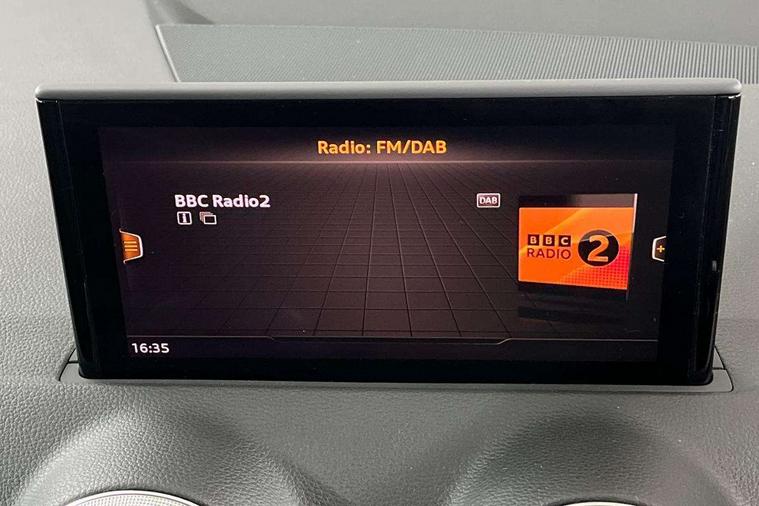 Radio: FM/DAB
BBC Radio2
DAB
BBC
RADIO 2
16:35